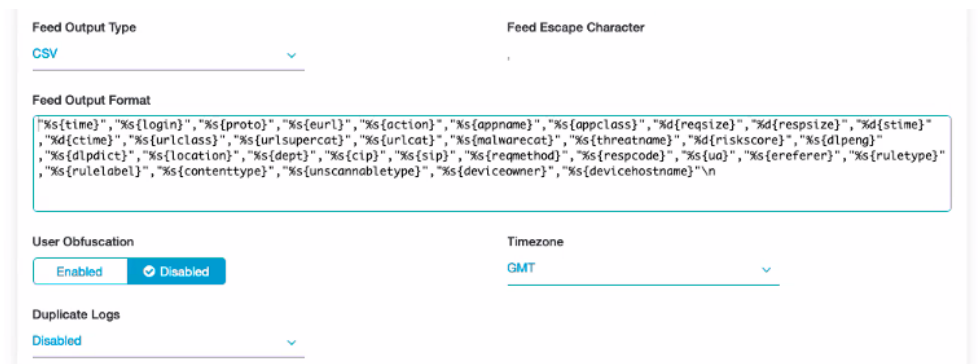 Feed Output Type
Feed Escape Character
CSV
,
Feed Output Format
"%s{time}","%s{login}","%s{proto}","%s{eurl}","%s{action}","%s{appname}","%s{appclass}","%d{reqsize}","%d{respsize}","%d{stime}"
,"%d{ctime}","%s{urlclass}","%s{urlsupercat}","%s{urlcat}","%s{malwarecat}","%s{threatname}","%d{riskscore}","%s{dlpeng}"
,"%s{dlpdict}","%s{location}","%s{dept}","%s{cip}","%s{sip}","%s{reqmethod}","%s{respcode}","%s{ua}","%s{ereferer}","%s{ruletype}"
,"%s{rulelabel}","%s{contenttype}","%s{unscannabletype}","%s{deviceowner}","%s{devicehostname}"\n
User Obfuscation
Timezone
Enabled
Disabled
GMT
Duplicate Logs
Disabled